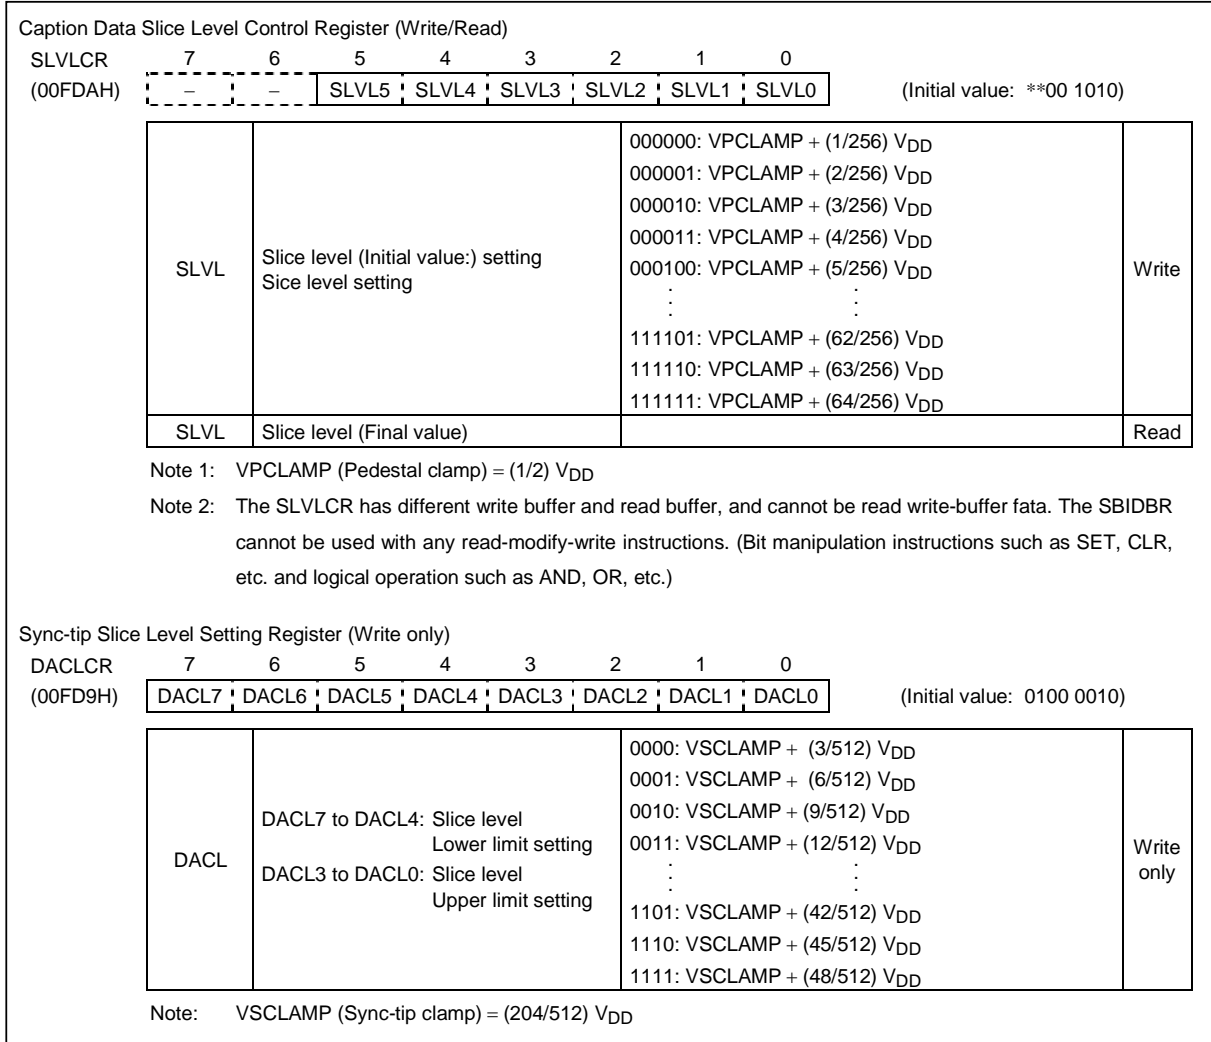 Caption Data Slice Level Control Register (Write/Read)
SLVLCR 7 6 5 4 3 2 1 0
(00FDAH) – – SLVL5 SLVL4 SLVL3 SLVL2 SLVL1 SLVL0 (Initial value: **00 1010)
000000: VPCLAMP + (1/256) VDD
000001: VPCLAMP + (2/256) VDD
000010: VPCLAMP + (3/256) VDD
000011: VPCLAMP + (4/256) VDD
SLVL Slice level (Initial value:) setting 000100: VPCLAMP + (5/256) VDD Write
Sice level setting
111101: VPCLAMP + (62/256) VDD
111110: VPCLAMP + (63/256) VDD
111111: VPCLAMP + (64/256) VDD
SLVL Slice level (Final value) Read
Note 1: VPCLAMP (Pedestal clamp) = (1/2) VDD
Note 2: The SLVLCR has different write buffer and read buffer, and cannot be read write-buffer fata. The SBIDBR
cannot be used with any read-modify-write instructions. (Bit manipulation instructions such as SET, CLR,
etc. and logical operation such as AND, OR, etc.)
Sync-tip Slice Level Setting Register (Write only)
DACLCR 7 6 5 4 3 2 1 0
(00FD9H) DACL7 DACL6 DACL5 DACL4 DACL3 DACL2 DACL1 DACL0 (Initial value: 0100 0010)
0000: VSCLAMP + (3/512) VDD
0001: VSCLAMP + (6/512) VDD
DACL7 to DACL4: Slice level 0010: VSCLAMP + (9/512) VDD
Lower limit setting 0011: VSCLAMP + (12/512) VDD Write
DACL DACL3 to DACL0: Slice level only
Upper limit setting 1101: VSCLAMP + (42/512) VDD
1110: VSCLAMP + (45/512) VDD
1111: VSCLAMP + (48/512) VDD
Note: VSCLAMP (Sync-tip clamp) = (204/512) VDD